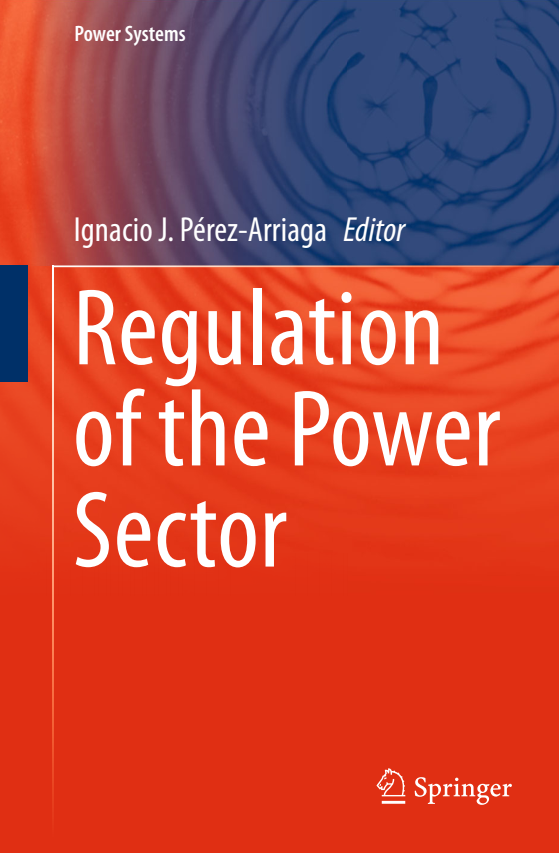 Power Systems
Ignacio J. Pérez-Arriaga Editor
Regulation
of the Power
Sector
Springer